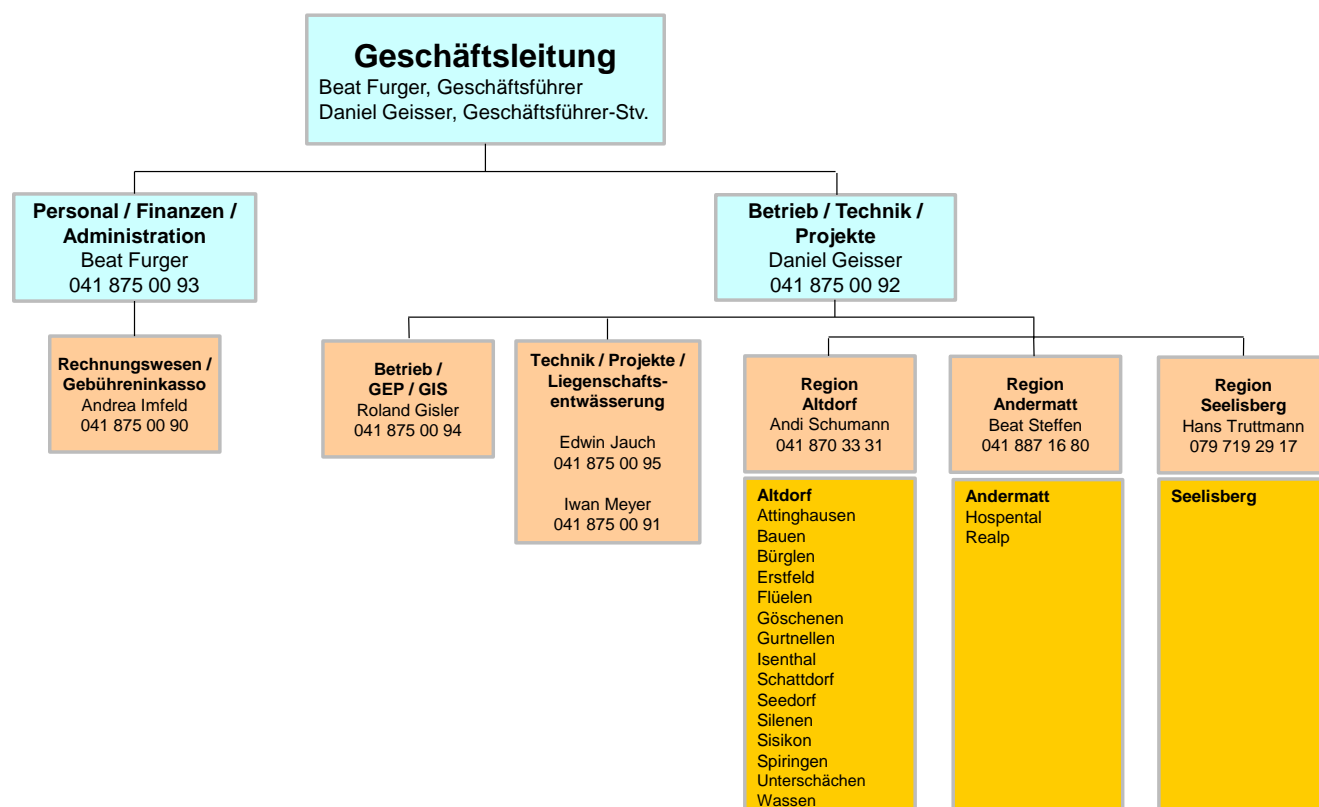 Geschäftsleitung
Beat Furger, Geschäftsführer
Daniel Geisser, Geschäftsführer-Stv.
Personal / Finanzen /
Administration
Beat Furger
041 875 00 93
Betrieb / Technik /
Projekte
Daniel Geisser
041 875 00 92
Rechnungswesen /
Gebühreninkasso
Andrea Imfeld
041 875 00 90
Betrieb /
GEP / GIS
Roland Gisler
041 875 00 94
Technik / Projekte /
Liegenschafts-
entwässerung
Edwin Jauch
041 875 00 95
Iwan Meyer
041 875 00 91
Region
Altdorf
Andi Schumann
041 870 33 31
Region
Andermatt
Beat Steffen
041 887 16 80
Region
Seelisberg
Hans Truttmann
079 719 29 17
Altdorf
Attinghausen
Bauen
Bürglen
Erstfeld
Flüelen
Göschenen
Gurtnellen
Isenthal
Schattdorf
Seedorf
Silenen
Sisikon
Spiringen
Unterschächen
Wassen
Andermatt
Hospental
Realp
Seelisberg